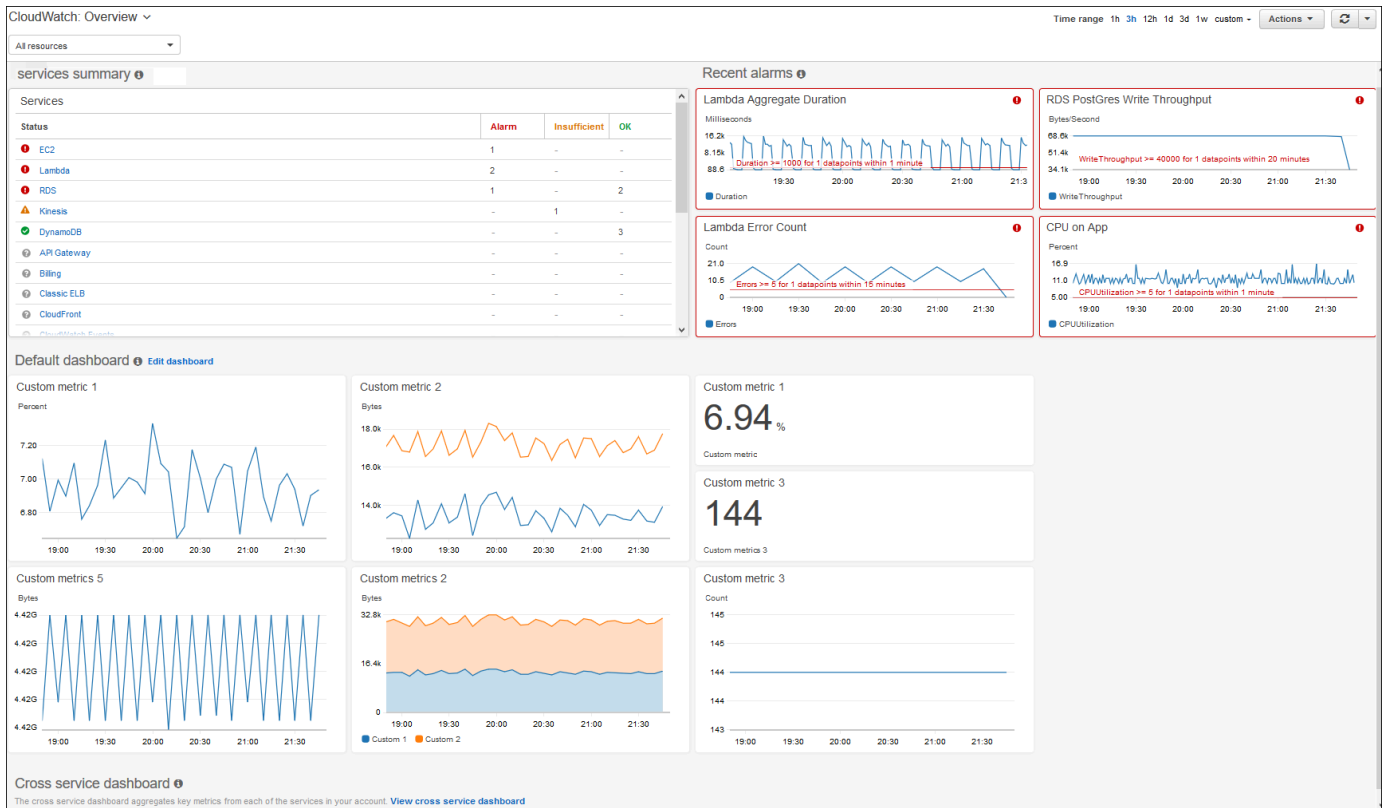 CloudWatch: Overview
Time range 1h 3h 12h 1d 3d 1w custom Actions
All resources
services summary
Services
Status Alarm Insufficient OK
EC2 1 - -
Lambda 2 - -
RDS 1 - 2
Kinesis - 1 -
DynamoDB - - 3
API Gateway - - -
Billing - - -
Classic ELB - - -
CloudFront - - -
CloudWatch Events
Recent alarms
Lambda Aggregate Duration
Milliseconds
16.2k
8.15k
Duration >= 1000 for 1 datapoints within 1 minute
88.6
19:30 20:00 20:30 21:00 21:3
Duration
RDS PostGres Write Throughput
Bytes/Second
68.6k
51.4k
WriteThroughput >= 40000 for 1 datapoints within 20 minutes
34.1k
19:00 19:30 20:00 20:30 21:00 21:30
WriteThroughput
Lambda Error Count
Count
21.0
10.5
Errors >= 5 for 1 datapoints within 15 minutes
0
19:00 19:30 20:00 20:30 21:00 21:30
Errors
CPU on App
Percent
16.9
11.0
CPUUtilization >= 5 for 1 datapoints within 1 minute
5.00
19:00 19:30 20:00 20:30 21:00 21:30
CPUUtilization
Default dashboard Edit dashboard
Custom metric 1
Percent
7.20
7.00
6.80
19:00 19:30 20:00 20:30 21:00 21:30
Custom metric 2
Bytes
18.0k
16.0k
14.0k
19:00 19:30 20:00 20:30 21:00 21:30
Custom metric 1
6.94 %
Custom metric
Custom metric 3
144
Custom metrics 3
Custom metrics 5
Bytes
4.42G
4.42G
4.42G
4.42G
4.42G
19:00 19:30 20:00 20:30 21:00 21:30
Custom metrics 2
Bytes
32.8k
16.4k
0
19:00 19:30 20:00 20:30 21:00 21:30
Custom 1 Custom 2
Custom metric 3
Count
145
145
144
144
143
19:00 19:30 20:00 20:30 21:00 21:30
Cross service dashboard
The cross service dashboard aggregates key metrics from each of the services in your account. View cross service dashboard